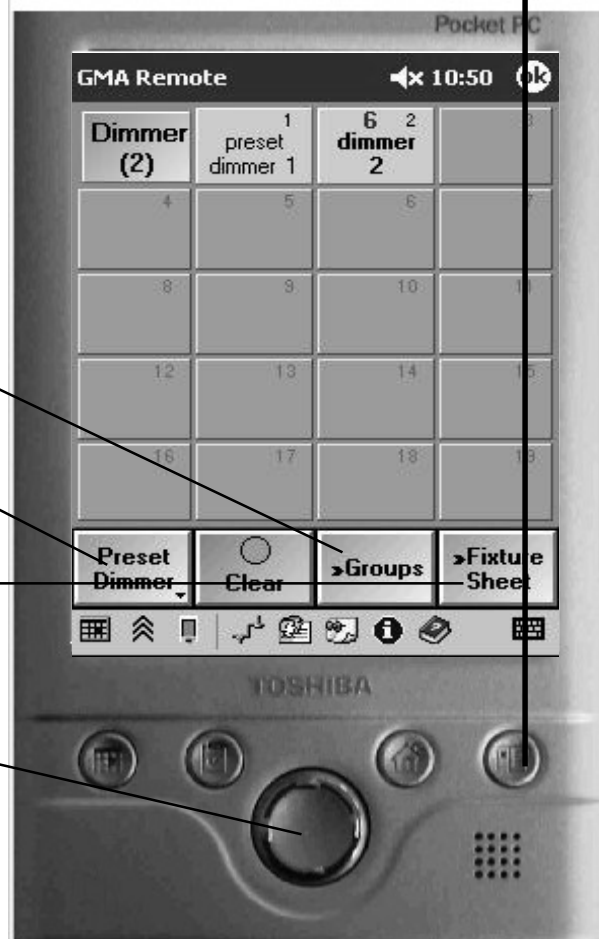 Pocket PC
GMA Remote 10:50 ok
Dimmer (2)
1
preset
dimmer 1
6 2
dimmer
2
3
4 5 6 7
8 9 10 11
12 13 14 15
16 17 18 19
Preset
Dimmer
Clear
»Groups
»Fixture
Sheet
TOSHIBA